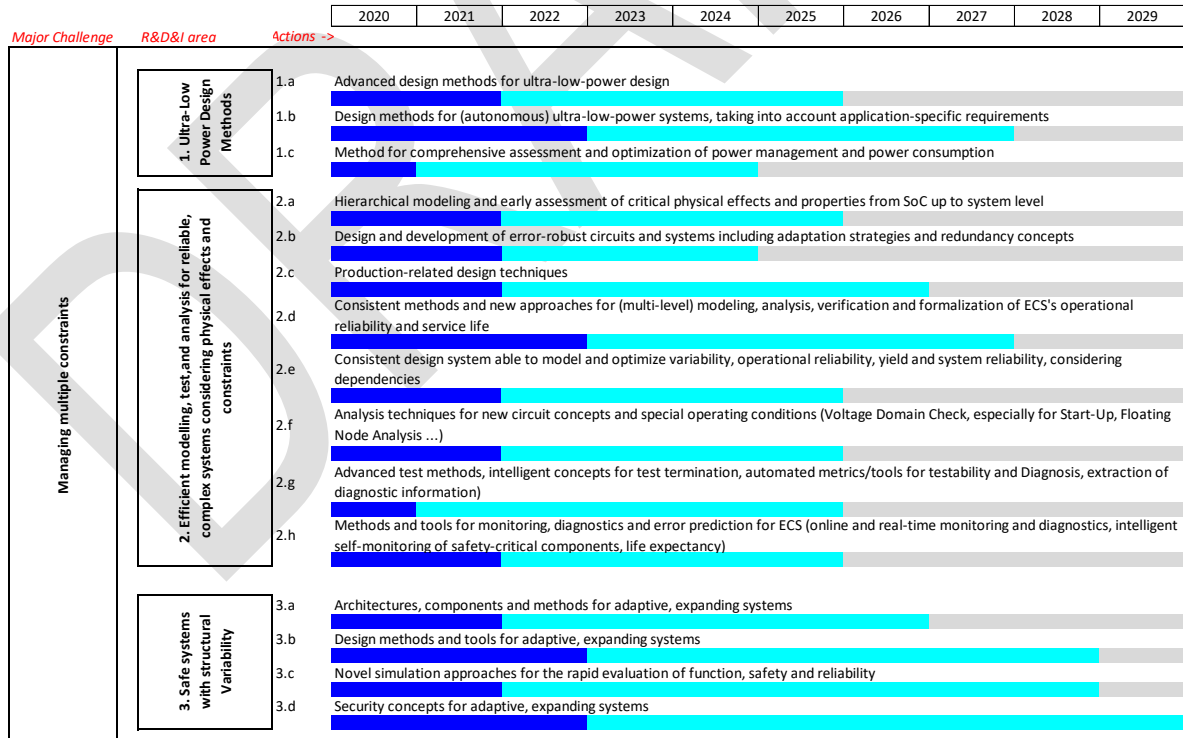 2020 2021 2022 2023 2024 2025 2026 2027 2028 2029
Major Challenge R&D&I area Actions ->
Managing multiple constraints
1. Ultra-Low
Power Design
Methods
1.a Advanced design methods for ultra-low-power design
1.b Design methods for (autonomous) ultra-low-power systems, taking into account application-specific requirements
1.c Method for comprehensive assessment and optimization of power management and power consumption
2. Efficient modelling, test,and analysis for reliable,
complex systems considering physical effects and
constraints
2.a Hierarchical modeling and early assessment of critical physical effects and properties from SoC up to system level
2.b Design and development of error-robust circuits and systems including adaptation strategies and redundancy concepts
2.c Production-related design techniques
2.d Consistent methods and new approaches for (multi-level) modeling, analysis, verification and formalization of ECS's operational
reliability and service life
2.e Consistent design system able to model and optimize variability, operational reliability, yield and system reliability, considering
dependencies
2.f Analysis techniques for new circuit concepts and special operating conditions (Voltage Domain Check, especially for Start-Up, Floating
Node Analysis ...)
2.g Advanced test methods, intelligent concepts for test termination, automated metrics/tools for testability and Diagnosis, extraction of
diagnostic information)
2.h Methods and tools for monitoring, diagnostics and error prediction for ECS (online and real-time monitoring and diagnostics, intelligent
self-monitoring of safety-critical components, life expectancy)
3. Safe systems
with structural
Variability
3.a Architectures, components and methods for adaptive, expanding systems
3.b Design methods and tools for adaptive, expanding systems
3.c Novel simulation approaches for the rapid evaluation of function, safety and reliability
3.d Security concepts for adaptive, expanding systems